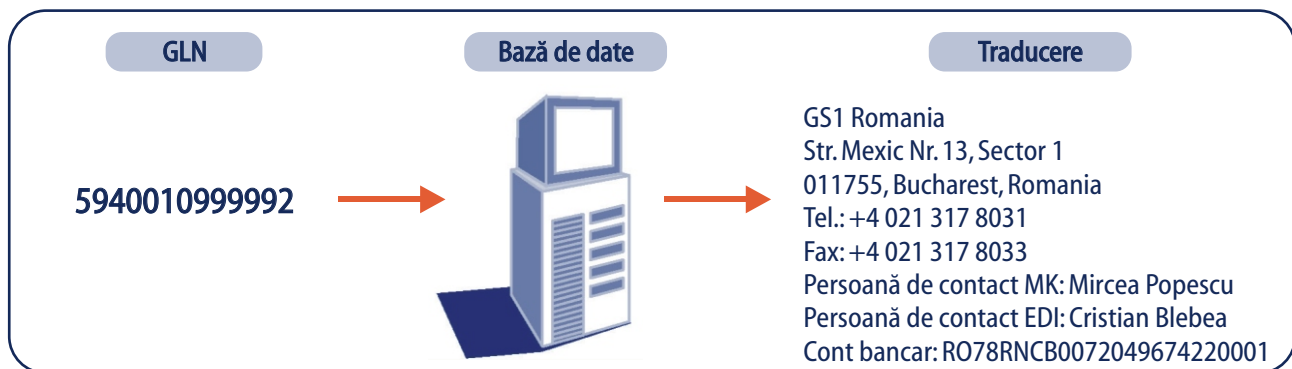 GLN
Bază de date
Traducere
5940010999992
GS1 Romania
Str. Mexic Nr. 13, Sector 1
011755, Bucharest, Romania
Tel.: +4 021 317 8031
Fax: +4 021 317 8033
Persoană de contact MK: Mircea Popescu
Persoană de contact EDI: Cristian Blebea
Cont bancar: RO78RNCB0072049674220001